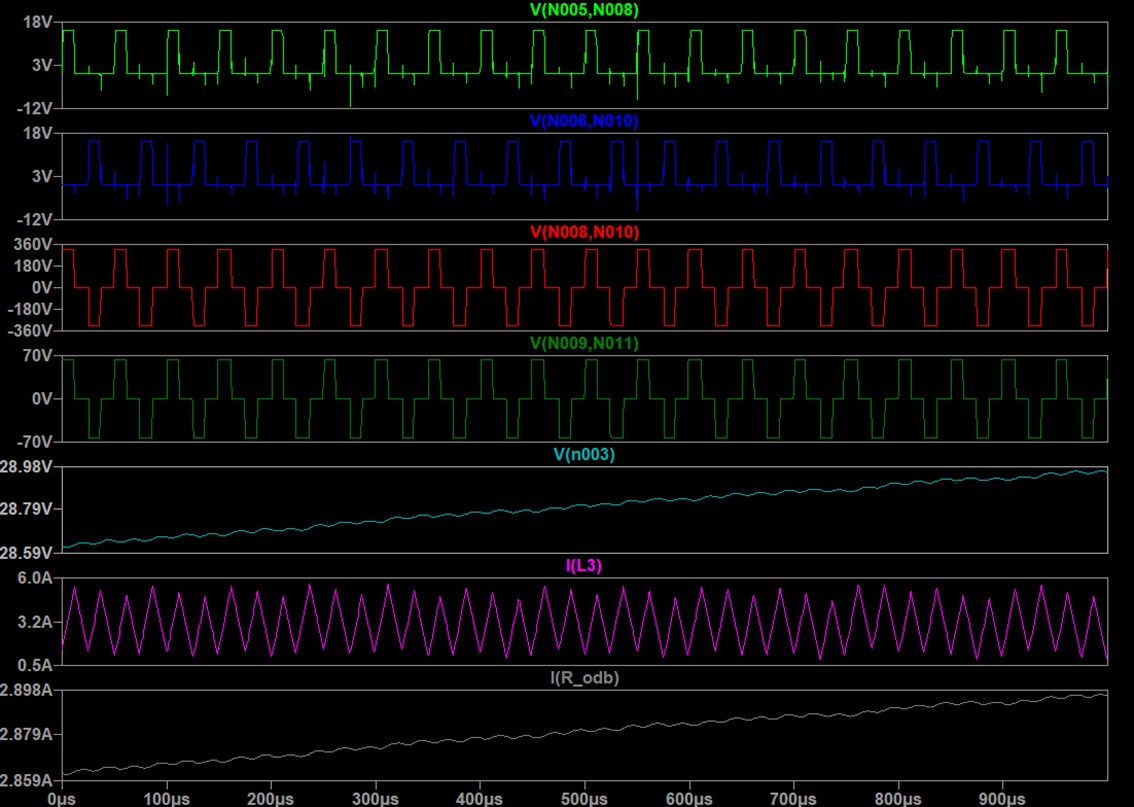 V(N005,N008)
18V
3V
-12V
V(N006,N010)
18V
3V
-12V
V(N008,N010)
360V
180V
0V
-180V
-360V
V(N009,N011)
70V
0V
-70V
V(n003)
28.98V
28.79V
28.59V
I(L3)
6.0A
3.2A
0.5A
I(R_odb)
2.898A
2.879A
2.859A
0µs 100µs 200µs 300µs 400µs 500µs 600µs 700µs 800µs 900µs